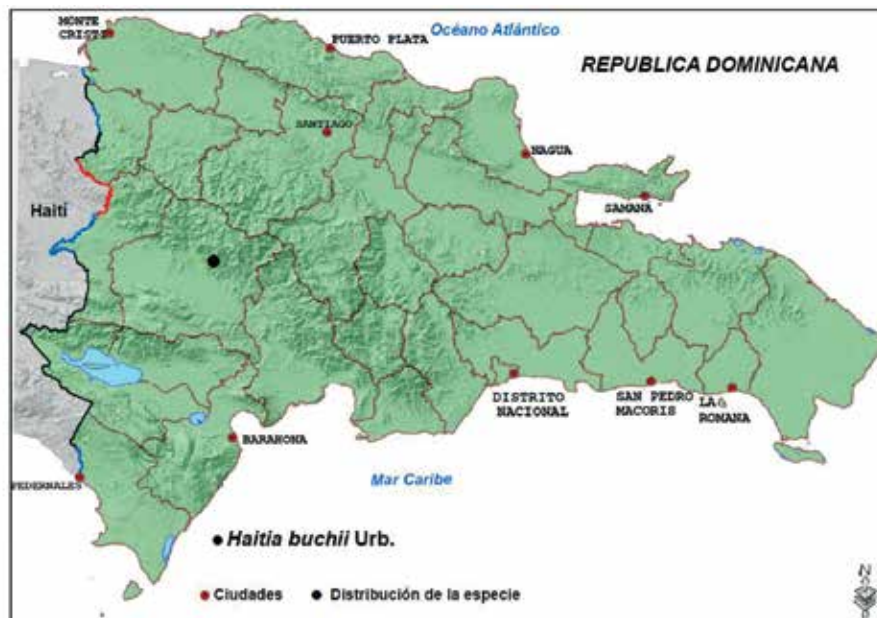 MONTE
CRISTI
PUERTO PLATA
Océano Atlántico
REPUBLICA DOMINICANA
SANTIAGO
NAGUA
SAMANA
Haití
DISTRITO
NACIONAL
SAN PEDRO
MACORIS
LA
ROMANA
BARAHONA
Mar Caribe
PEDERNALES
Haitia buchii Urb.
Ciudades
Distribución de la especie
N